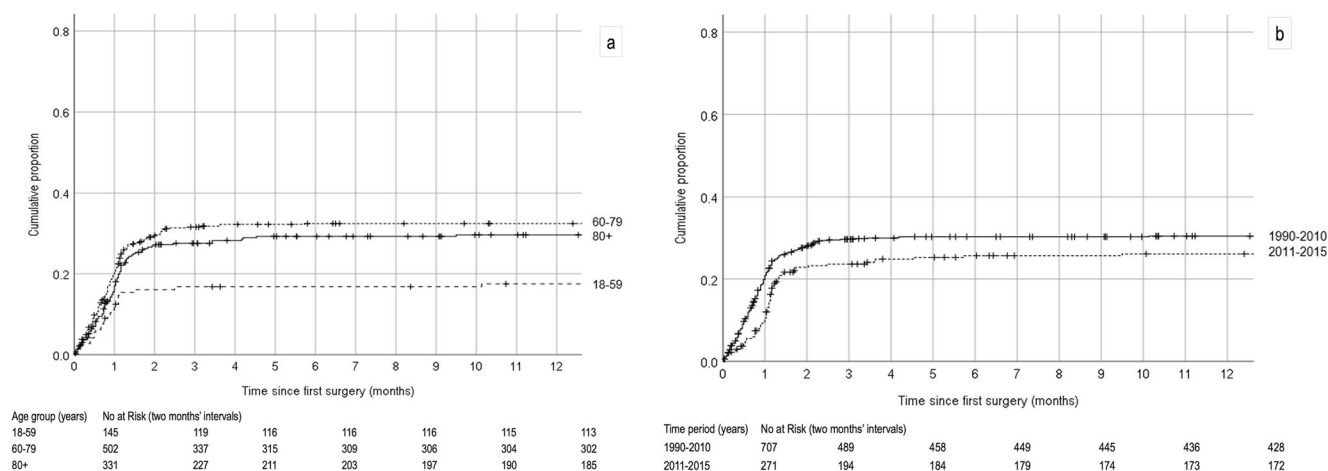 a
0.8
0.6
0.4
0.2
0.0
Cumulative proportion
60-79
80+
18-59
0 1 2 3 4 5 6 7 8 9 10 11 12
Time since first surgery (months)
Age group (years) No at Risk (two months' intervals)
18-59 145 119 116 116 116 115 113
60-79 502 337 315 309 306 304 302
80+ 331 227 211 203 197 190 185
b
0.8
0.6
0.4
0.2
0.0
Cumulative proportion
1990-2010
2011-2015
0 1 2 3 4 5 6 7 8 9 10 11 12
Time since first surgery (months)
Time period (years) No at Risk (two months' intervals)
1990-2010 707 489 458 449 445 436 428
2011-2015 271 194 184 179 174 173 172